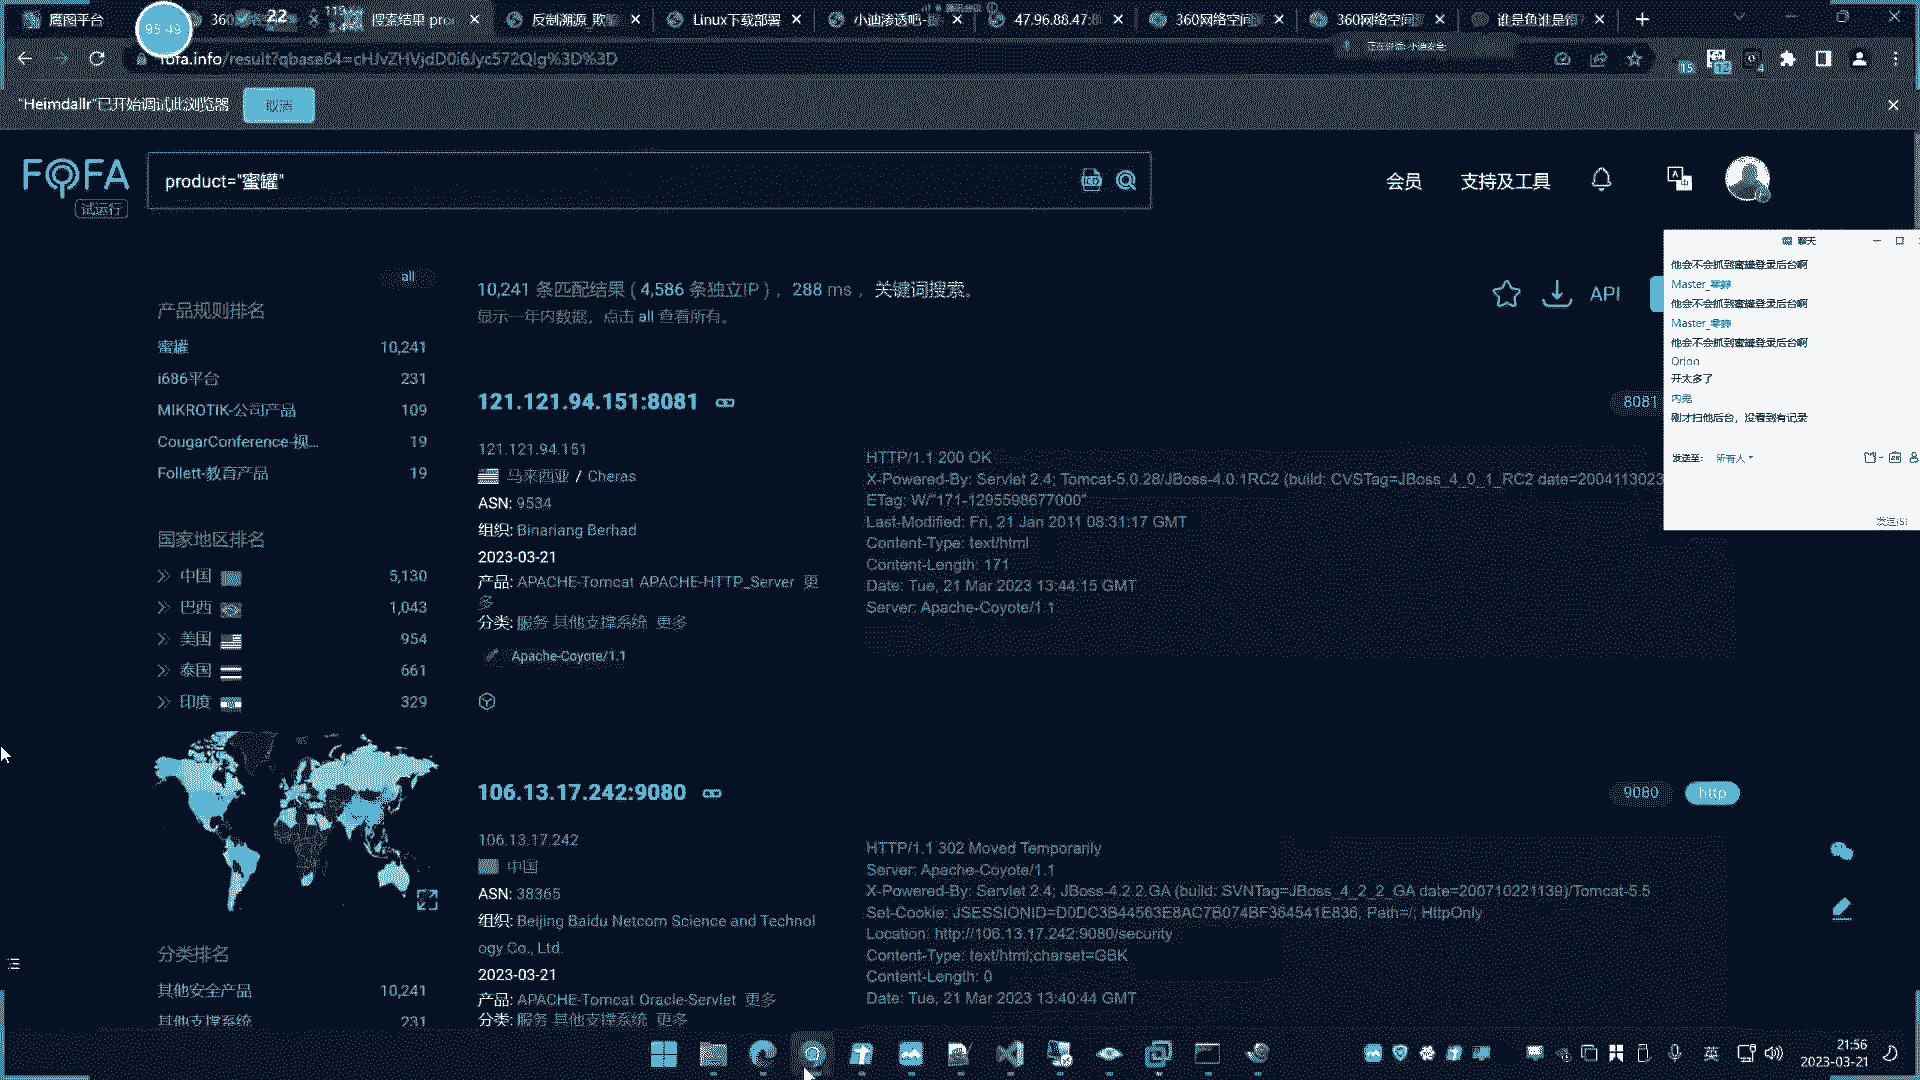 鹰图平台
360
22
搜索结果 pro
反制溯源 欺
Linux下载部署
小迪渗透吧-
47.96.88.47:8
360网络空间
360网络空间
谁是鱼谁是
95:49
正在讲话: 小迪安全
fofa.info/result?qbase64=cHJvZHVjdD0i6Jyc572QIg%3D%3D
15
12
4
"Heimdallr"已开始调试此浏览器
取消
FOFA
试运行
product="蜜罐"
会员
支持及工具
all
产品规则排名
蜜罐 10,241
i686平台 231
MIKROTIK-公司产品 109
CougarConference-视... 19
Follett-教育产品 19
国家地区排名
中国 5,130
巴西 1,043
美国 954
泰国 661
印度 329
分类排名
其他安全产品 10,241
其他支撑系统 231
10,241 条匹配结果 ( 4,586 条独立IP ) ，288 ms ，关键词搜索。
显示一年内数据，点击 all 查看所有。
API
121.121.94.151:8081
8081
121.121.94.151
马来西亚 / Cheras
ASN: 9534
组织: Binariang Berhad
2023-03-21
产品: APACHE-Tomcat APACHE-HTTP_Server 更
多
分类: 服务 其他支撑系统 更多
Apache-Coyote/1.1
HTTP/1.1 200 OK
X-Powered-By: Servlet 2.4; Tomcat-5.0.28/JBoss-4.0.1RC2 (build: CVSTag=JBoss_4_0_1_RC2 date=2004113023
ETag: W/"171-1295598677000"
Last-Modified: Fri, 21 Jan 2011 08:31:17 GMT
Content-Type: text/html
Content-Length: 171
Date: Tue, 21 Mar 2023 13:44:15 GMT
Server: Apache-Coyote/1.1
106.13.17.242:9080
9080
http
106.13.17.242
中国
ASN: 38365
组织: Beijing Baidu Netcom Science and Technol
ogy Co., Ltd.
2023-03-21
产品: APACHE-Tomcat Oracle-Servlet 更多
分类: 服务 其他支撑系统 更多
HTTP/1.1 302 Moved Temporarily
Server: Apache-Coyote/1.1
X-Powered-By: Servlet 2.4; JBoss-4.2.2.GA (build: SVNTag=JBoss_4_2_2_GA date=200710221139)/Tomcat-5.5
Set-Cookie: JSESSIONID=D0DC3B44563E8AC7B074BF364541E836; Path=/; HttpOnly
Location: http://106.13.17.242:9080/security
Content-Type: text/html;charset=GBK
Content-Length: 0
Date: Tue, 21 Mar 2023 13:40:44 GMT
聊天
他会不会抓到蜜罐登录后台啊
Master_
他会不会抓到蜜罐登录后台啊
Master_
他会不会抓到蜜罐登录后台啊
Orion
开太多了
内鬼
刚才扫他后台，没看到有记录
发送至: 所有人
发送(S)
英
21:56
2023-03-21